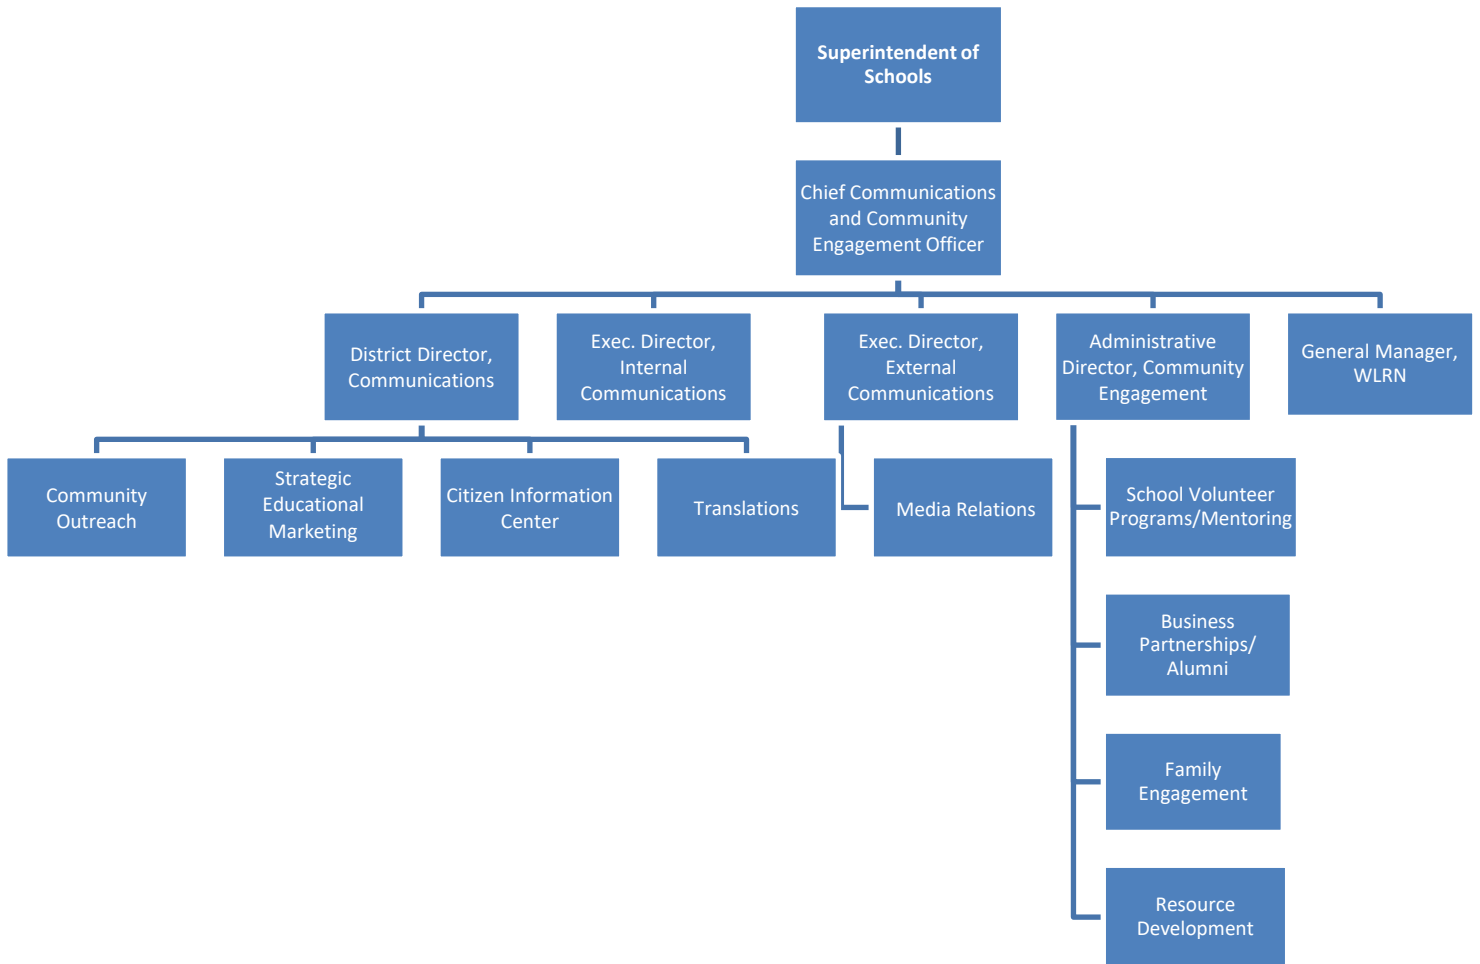 Superintendent of
Schools
Chief Communications
and Community
Engagement Officer
District Director,
Communications
Exec. Director,
Internal
Communications
Exec. Director,
External
Communications
Administrative
Director, Community
Engagement
General Manager,
WLRN
Community
Outreach
Strategic
Educational
Marketing
Citizen Information
Center
Translations
Media Relations
School Volunteer
Programs/Mentoring
Business
Partnerships/
Alumni
Family
Engagement
Resource
Development